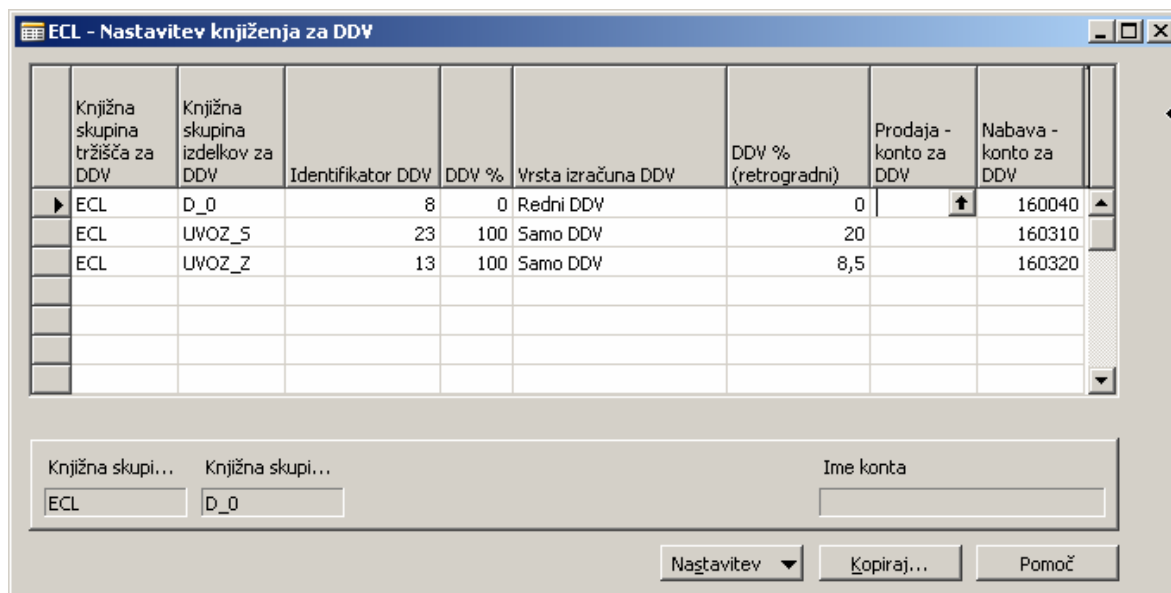 ECL - Nastavitev knjiženja za DDV
Knjižna skupina tržišča za DDV
Knjižna skupina izdelkov za DDV
Identifikator DDV
DDV %
Vrsta izračuna DDV
DDV % (retrogradni)
Prodaja - konto za DDV
Nabava - konto za DDV
ECL D_0 8 0 Redni DDV 0 160040
ECL UVOZ_S 23 100 Samo DDV 20 160310
ECL UVOZ_Z 13 100 Samo DDV 8,5 160320
Knjižna skupi... Knjižna skupi... Ime konta
ECL D_0
Nastavitev Kopiraj... Pomoč